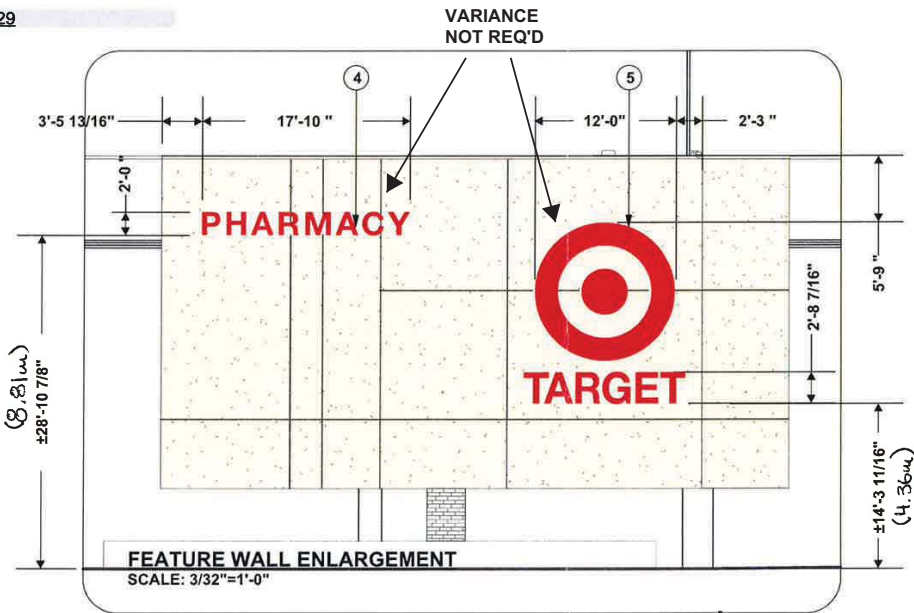 29
VARIANCE
NOT REQ'D
4
5
3'-5 13/16"
17'-10 "
12'-0"
2'-3 "
2'-0"
PHARMACY
5'-9 "
2'-8 7/16"
TARGET
(8.81m)
±28'-10 7/8"
±14'-3 11/16"
(4.36m)
FEATURE WALL ENLARGEMENT
SCALE: 3/32"=1'-0"